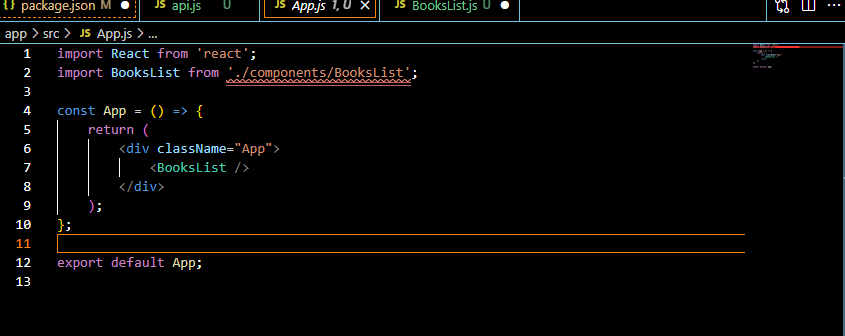 {} package.json M
JS api.js U
JS App.js 1, U
JS BooksList.js U
app > src > JS App.js > ...
1 import React from 'react';
2 import BooksList from './components/BooksList';
3
4 const App = () => {
5 return (
6 <div className="App">
7 <BooksList />
8 </div>
9 );
10 };
11
12 export default App;
13